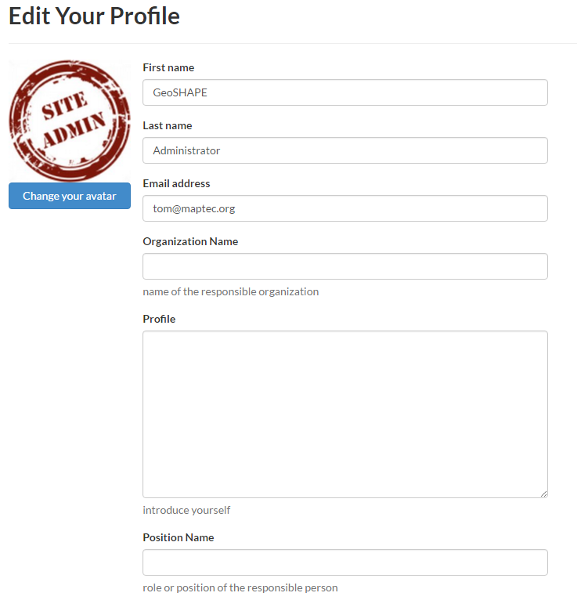 Edit Your Profile
SITE
ADMIN
Change your avatar
First name
GeoSHAPE
Last name
Administrator
Email address
tom@maptec.org
Organization Name
name of the responsible organization
Profile
introduce yourself
Position Name
role or position of the responsible person